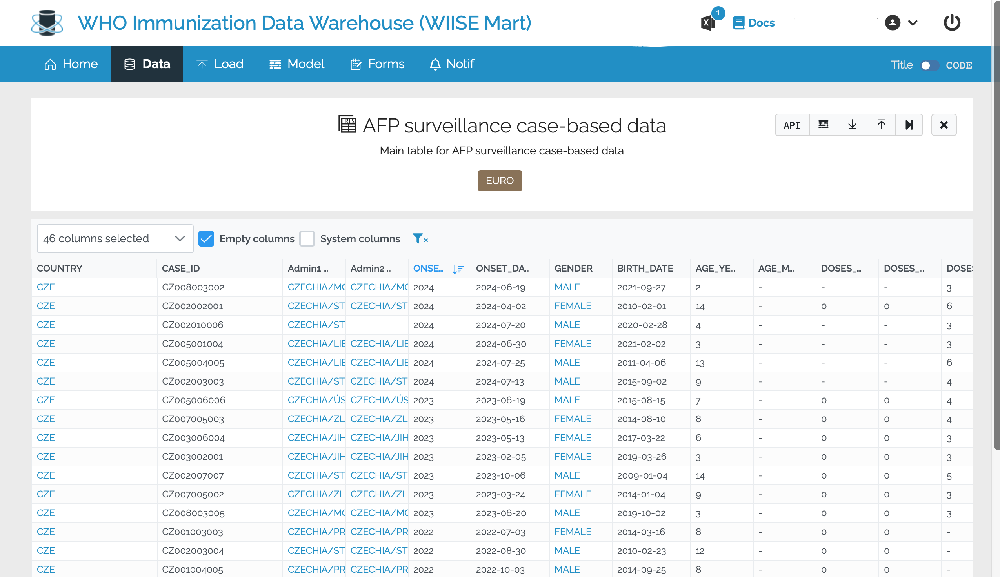 WHO Immunization Data Warehouse (WIISE Mart) 1 Docs
Home Data Load Model Forms Notif Title CODE
RLS AFP surveillance case-based data API
Main table for AFP surveillance case-based data
EURO
46 columns selected Empty columns System columns
COUNTRY CASE_ID Admin1 ... Admin2 ... ONSE... ONSET_DA... GENDER BIRTH_DATE AGE_YE... AGE_M... DOSES_... DOSES_... DOSES
CZE CZ008003002 CZECHIA/MO CZECHIA/MO 2024 2024-06-19 MALE 2021-09-27 2 - - - 3
CZE CZ002002001 CZECHIA/ST CZECHIA/ST 2024 2024-04-02 FEMALE 2010-02-01 14 - 0 0 6
CZE CZ002010006 CZECHIA/ST 2024 2024-07-20 MALE 2020-02-28 4 - - - 3
CZE CZ005001004 CZECHIA/LIB CZECHIA/LIB 2024 2024-06-30 FEMALE 2021-02-02 3 - - - 3
CZE CZ005004005 CZECHIA/LIB CZECHIA/LIB 2024 2024-07-25 MALE 2011-04-06 13 - - - 6
CZE CZ002003003 CZECHIA/ST CZECHIA/ST 2024 2024-07-13 MALE 2015-09-02 9 - - - 4
CZE CZ005006006 CZECHIA/ÚS CZECHIA/ÚS 2023 2023-06-19 MALE 2015-08-15 7 - 0 0 4
CZE CZ007005003 CZECHIA/ZL CZECHIA/ZL 2023 2023-05-16 FEMALE 2014-08-10 8 - 0 0 4
CZE CZ003006004 CZECHIA/JIH CZECHIA/JIH 2023 2023-05-13 FEMALE 2017-03-22 6 - 0 0 3
CZE CZ003002001 CZECHIA/JIH CZECHIA/JIH 2023 2023-02-05 FEMALE 2019-03-26 3 - 0 0 3
CZE CZ002007007 CZECHIA/ST CZECHIA/ST 2023 2023-10-06 MALE 2009-01-04 14 - 0 0 5
CZE CZ007005002 CZECHIA/ZL CZECHIA/ZL 2023 2023-03-24 FEMALE 2014-01-04 9 - 0 0 3
CZE CZ008003005 CZECHIA/MO CZECHIA/MO 2023 2023-06-20 MALE 2019-10-02 3 - 0 0 3
CZE CZ001003003 CZECHIA/PR CZECHIA/PR 2022 2022-07-03 FEMALE 2014-03-16 8 - 0 0 -
CZE CZ002003004 CZECHIA/ST CZECHIA/ST 2022 2022-08-30 MALE 2010-02-23 12 - 0 0 -
CZE CZ001004005 CZECHIA/PR CZECHIA/PR 2022 2022-10-03 MALE 2014-09-25 8 - 0 0 -